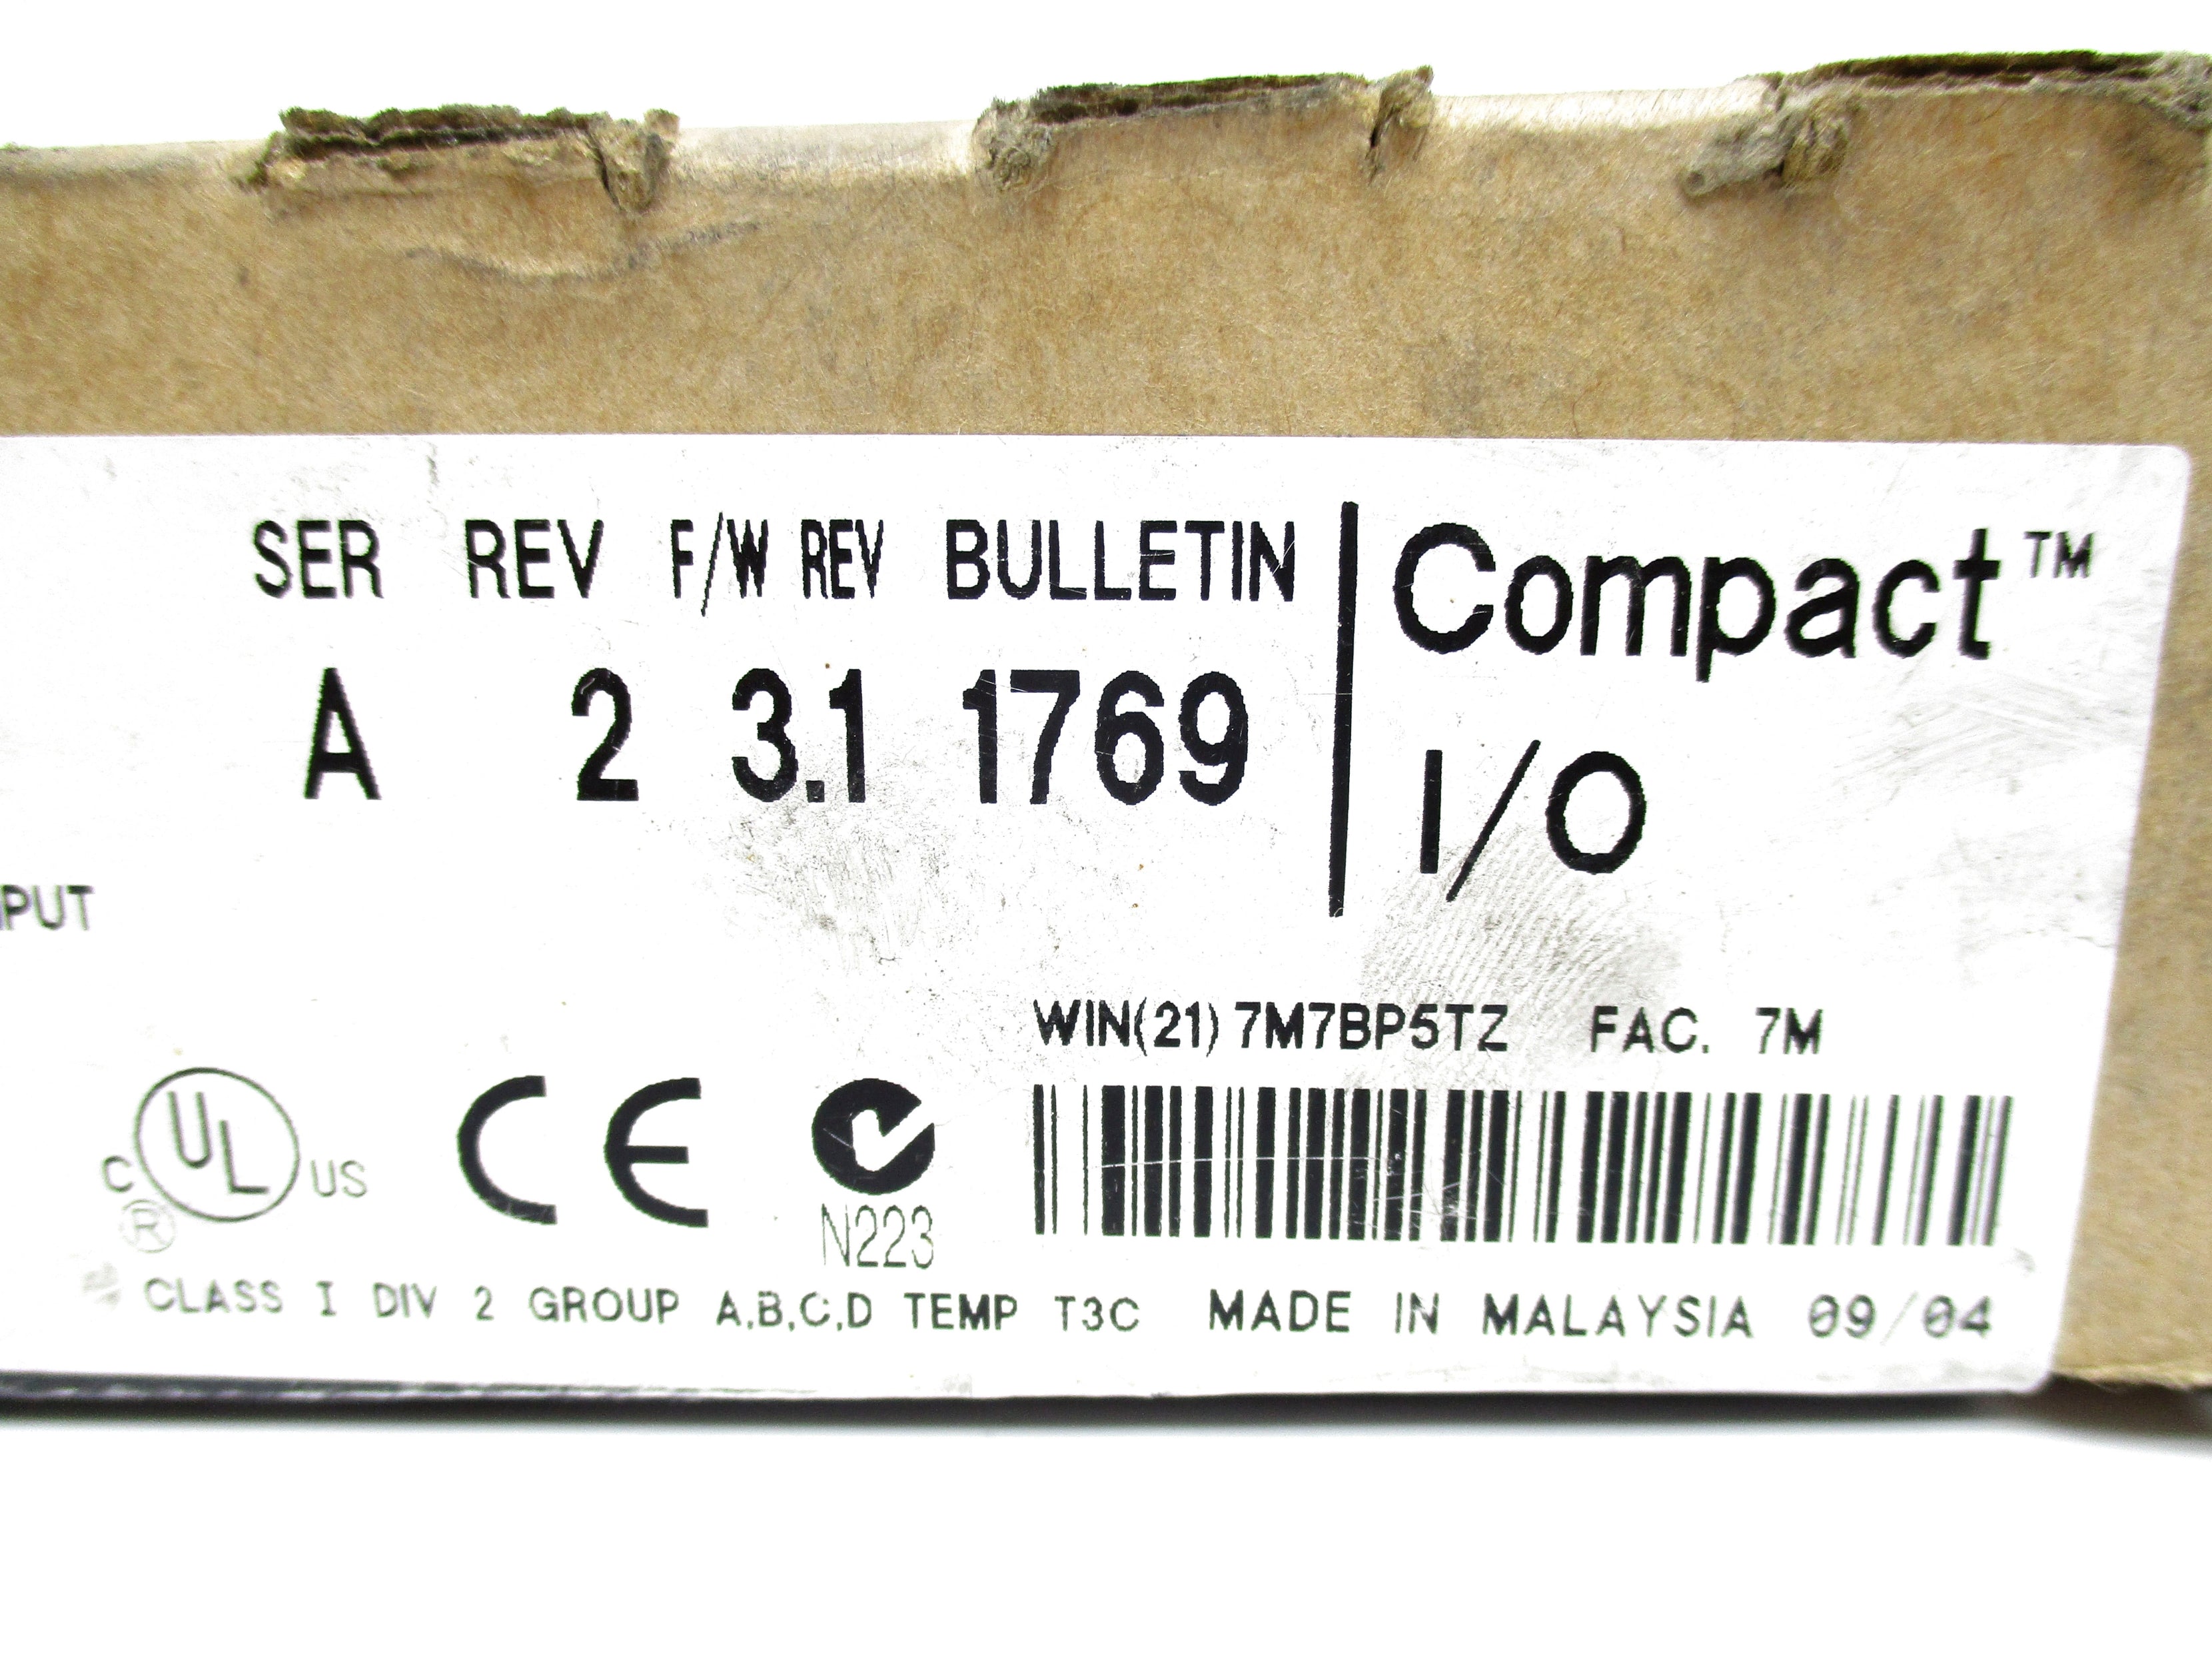 SER REV F/W REV BULLETIN Compact™
A 2 3.1 1769 I/O
WIN(21) 7M7BP5TZ FAC. 7M
C UL US
®
CE
N223
CLASS I DIV 2 GROUP A,B,C,D TEMP T3C MADE IN MALAYSIA 09/04